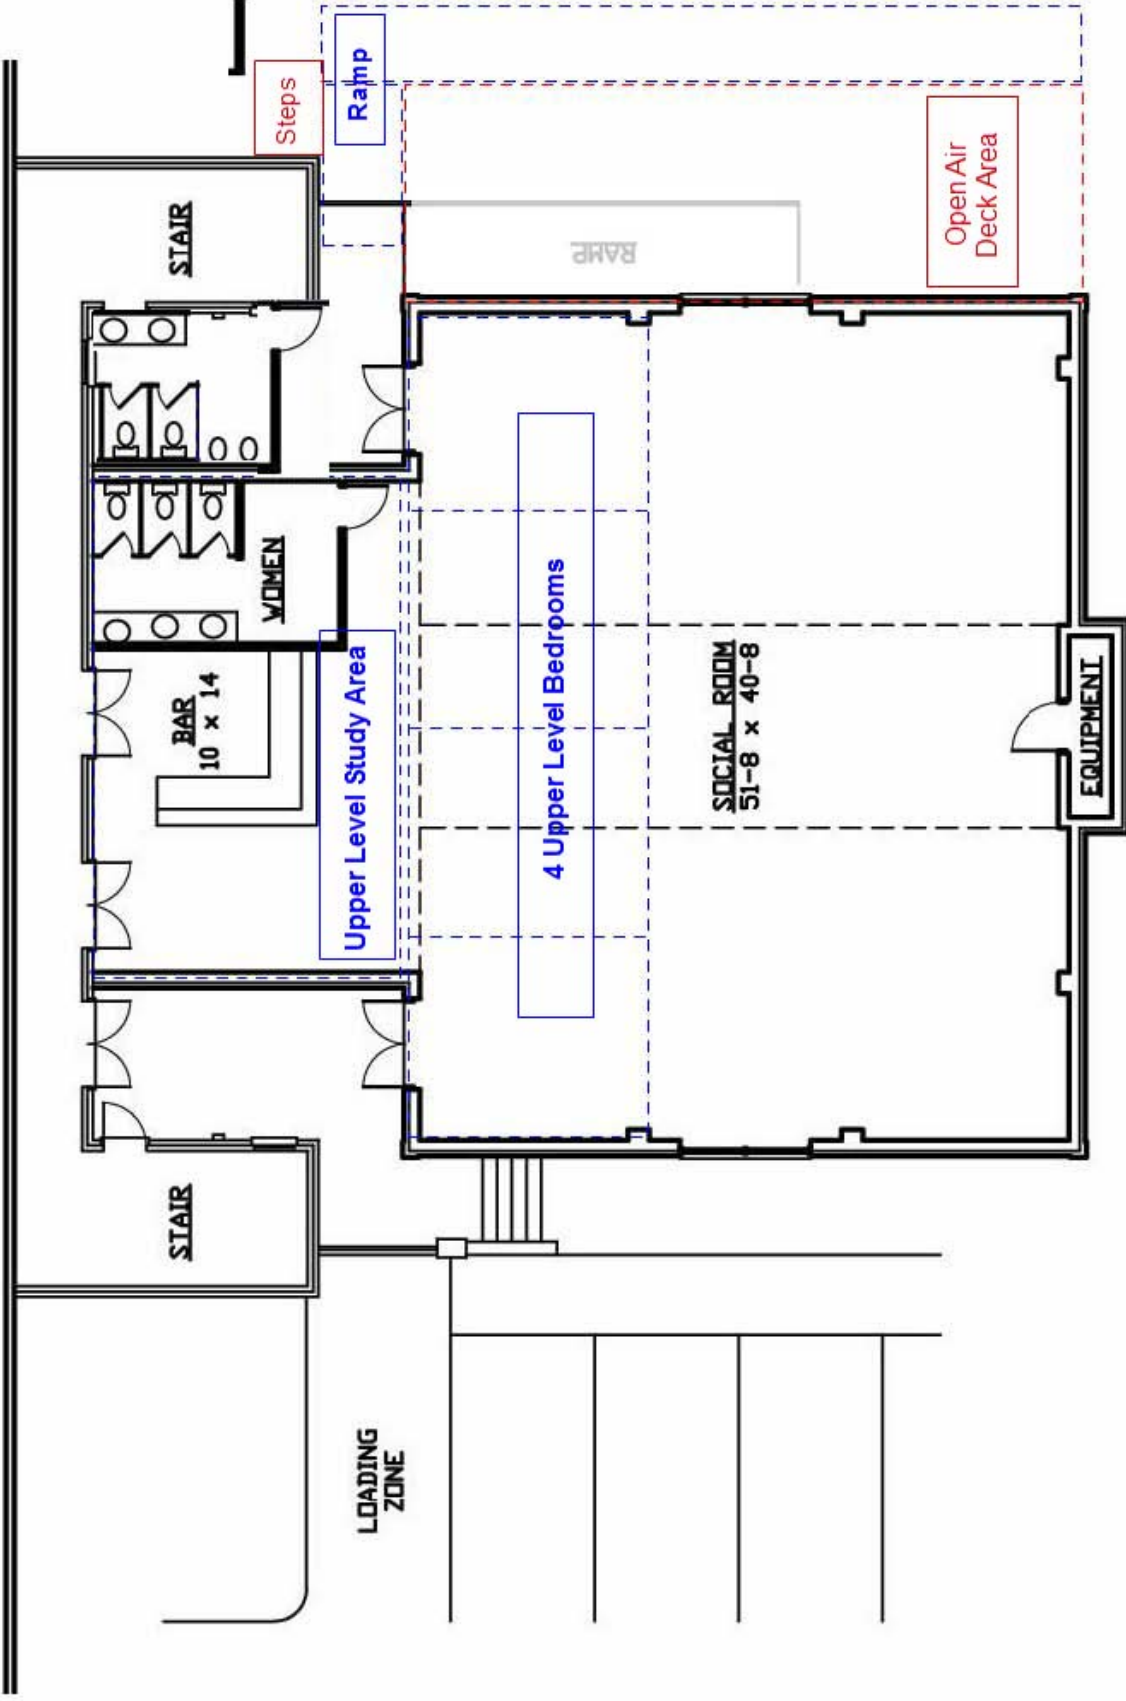 Steps
Ramp
Open Air
Deck Area
STAIR
RAMP
WOMEN
BAR
10 x 14
Upper Level Study Area
4 Upper Level Bedrooms
SOCIAL ROOM
51-8 x 40-8
EQUIPMENT
STAIR
LOADING
ZONE